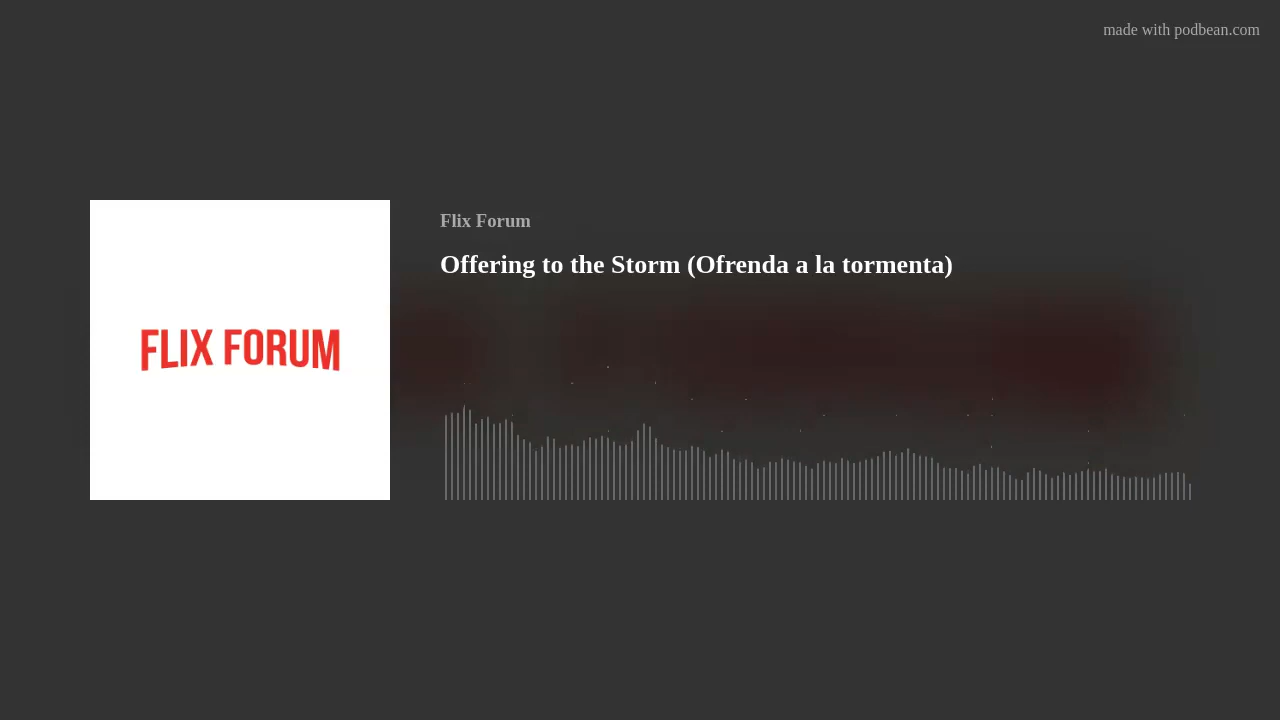 made with podbean.com
Flix Forum
Offering to the Storm (Ofrenda a la tormenta)
FLIX FORUM